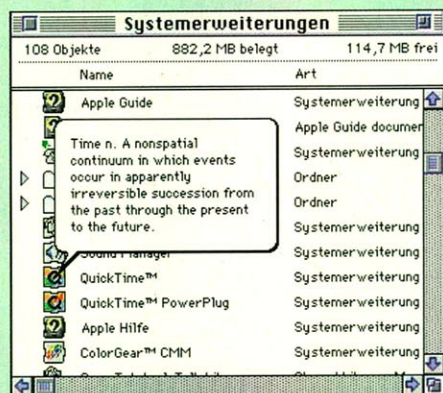 Systemerweiterungen
108 Objekte 882,2 MB belegt 114,7 MB frei
Name Art
Apple Guide Systemerweiterung
Apple Guide documen
Time n. A nonspatial
continuum in which events
occur in apparently
irreversible succession from
the past through the present
to the future.
Systemerweiterung
Ordner
Ordner
Systemerweiterung
Sound Manager Systemerweiterung
QuickTime™ Systemerweiterung
QuickTime™ PowerPlug Systemerweiterung
Apple Hilfe Systemerweiterung
ColorGear™ CMM Systemerweiterung